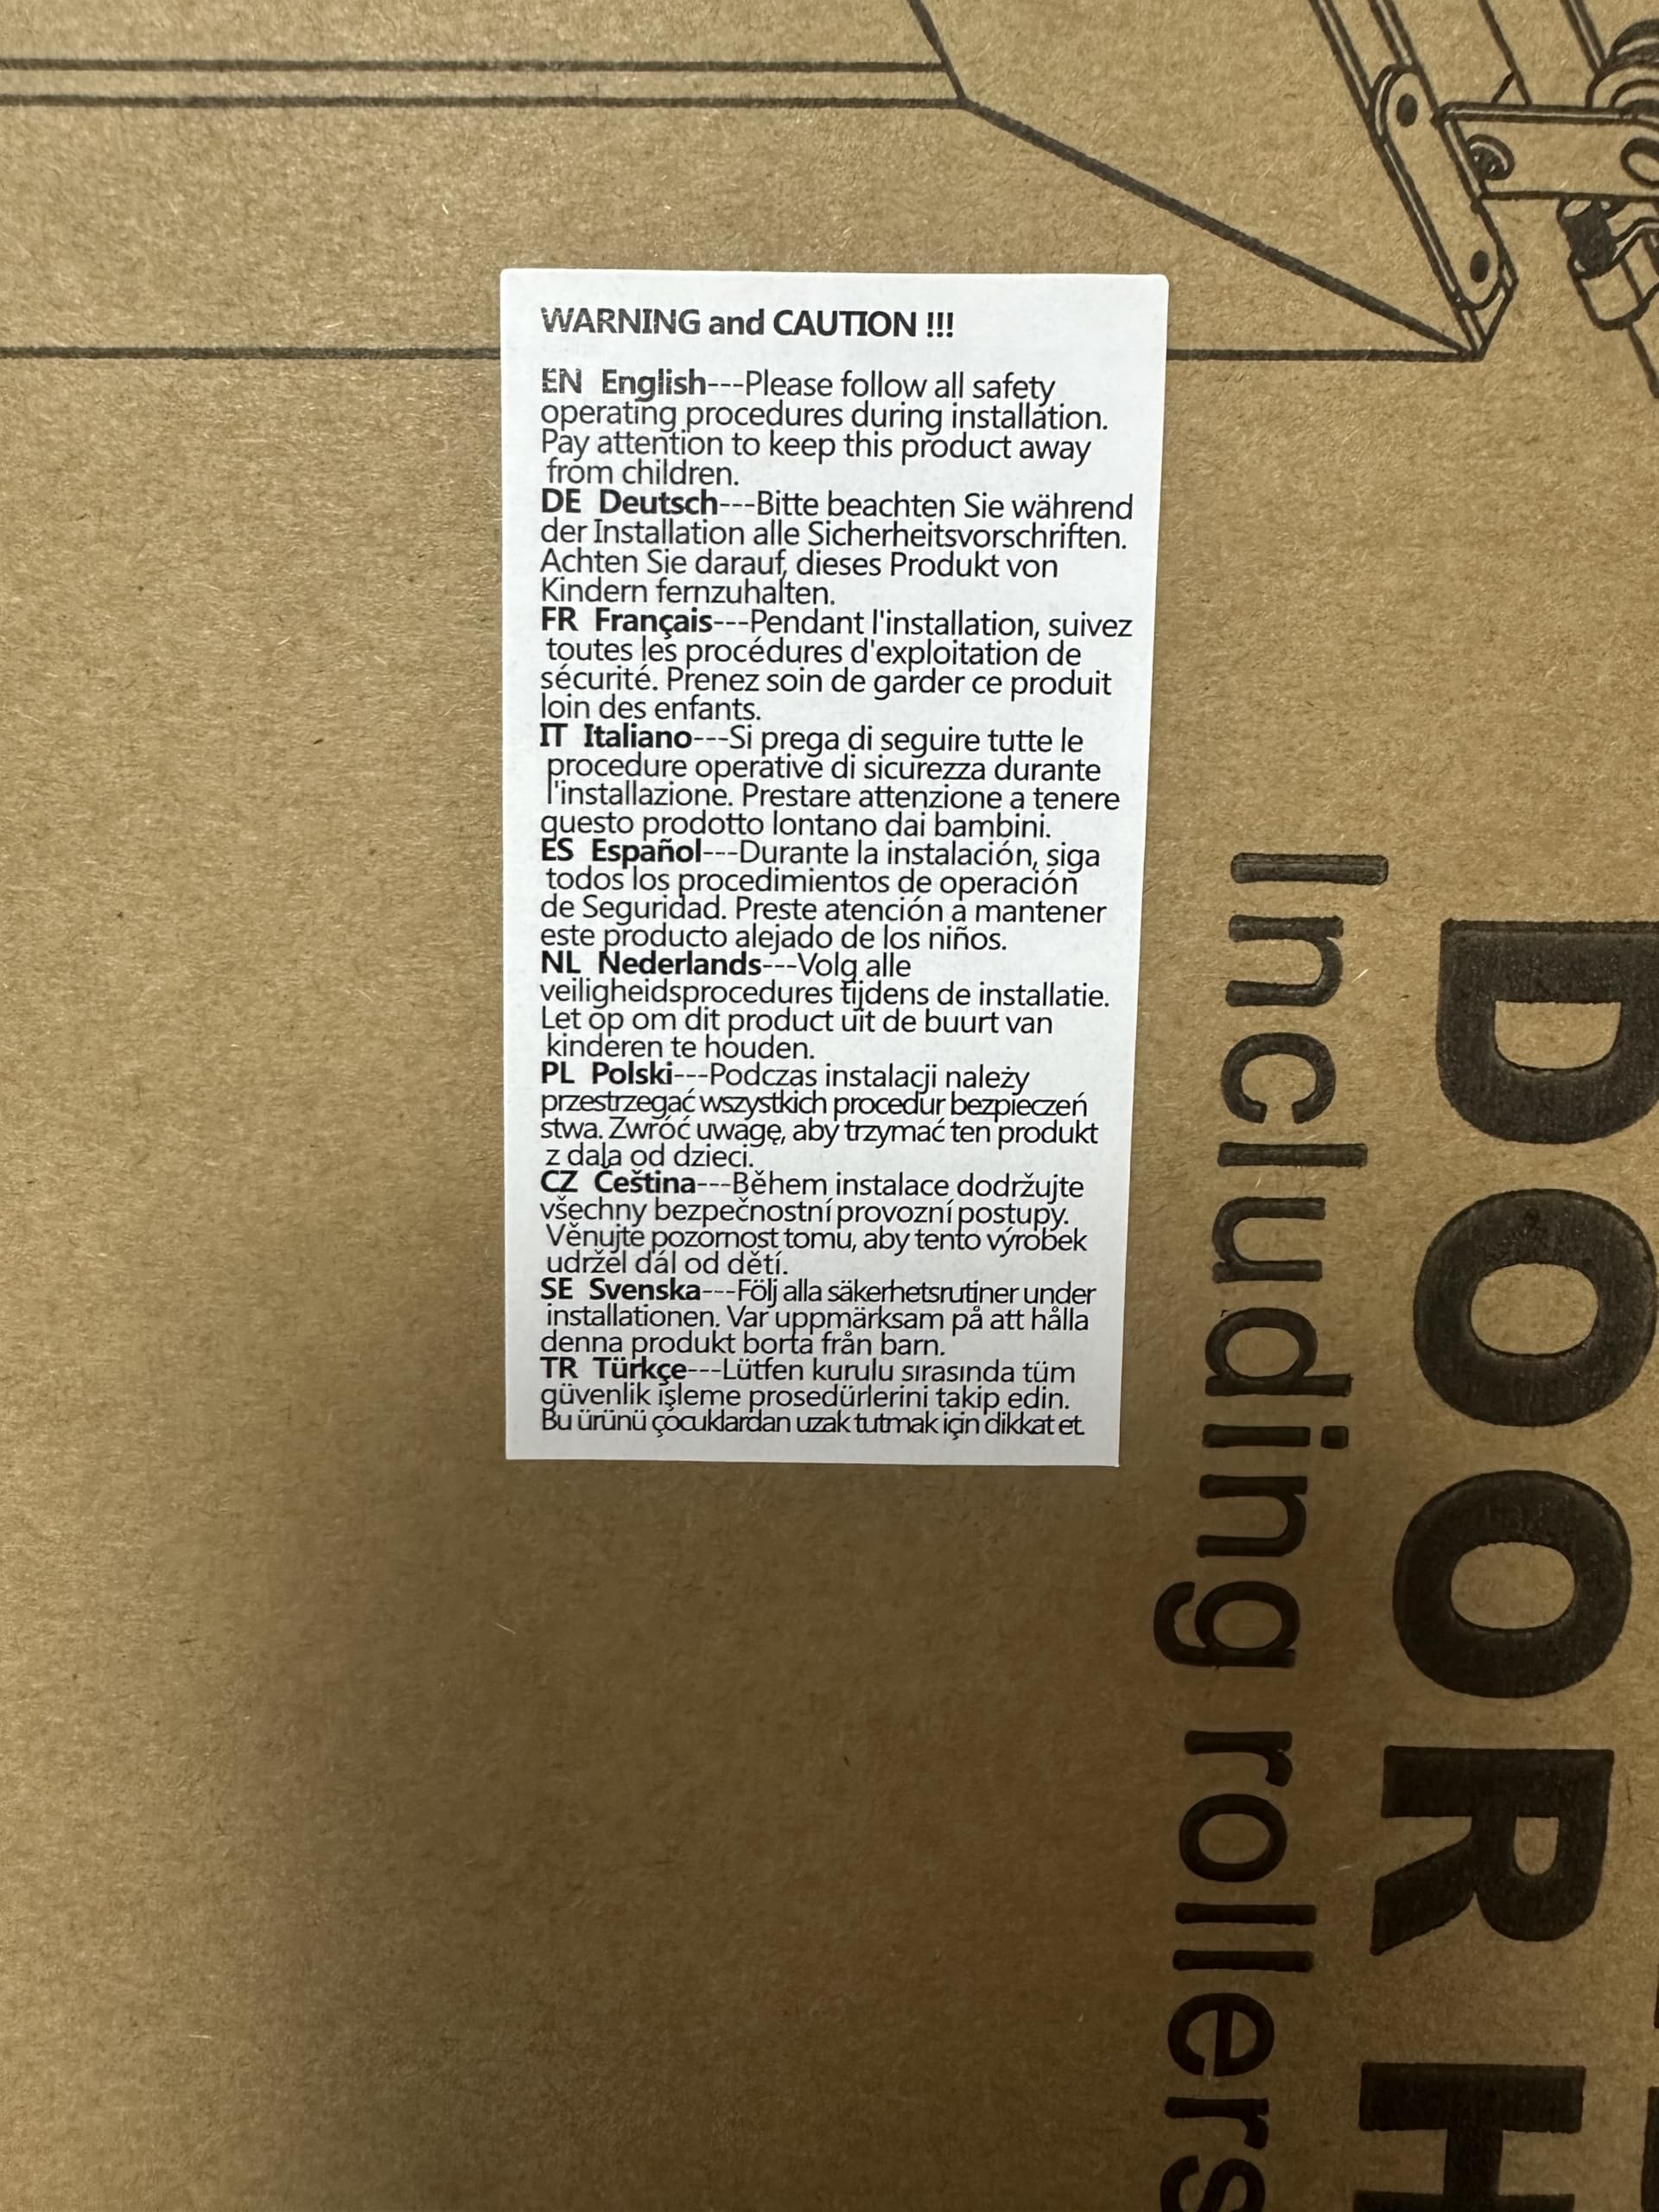 WARNING and CAUTION !!!
EN English---Please follow all safety
operating procedures during installation.
Pay attention to keep this product away
from children.
DE Deutsch---Bitte beachten Sie während
der Installation alle Sicherheitsvorschriften.
Achten Sie darauf, dieses Produkt von
Kindern fernzuhalten.
FR Français---Pendant l'installation, suivez
toutes les procédures d'exploitation de
sécurité. Prenez soin de garder ce produit
loin des enfants.
IT Italiano---Si prega di seguire tutte le
procedure operative di sicurezza durante
l'installazione. Prestare attenzione a tenere
questo prodotto lontano dai bambini.
ES Español---Durante la instalación, siga
todos los procedimientos de operación
de Seguridad. Preste atención a mantener
este producto alejado de los niños.
NL Nederlands---Volg alle
veiligheidsprocedures tijdens de installatie.
Let op om dit product uit de buurt van
kinderen te houden.
PL Polski---Podczas instalacji należy
przestrzegać wszystkich procedur bezpieczeń
stwa. Zwróć uwagę, aby trzymać ten produkt
z dala od dzieci.
CZ Čeština---Během instalace dodržujte
všechny bezpečnostní provozní postupy.
Věnujte pozornost tomu, aby tento výrobek
udržel dál od dětí.
SE Svenska---Följ alla säkerhetsrutiner under
installationen. Var uppmärksam på att hålla
denna produkt borta från barn.
TR Türkçe---Lütfen kurulu sırasında tüm
güvenlik işleme prosedürlerini takip edin.
Bu ürünü çocuklardan uzak tutmak için dikkat et.
DOOR H
Including rollers